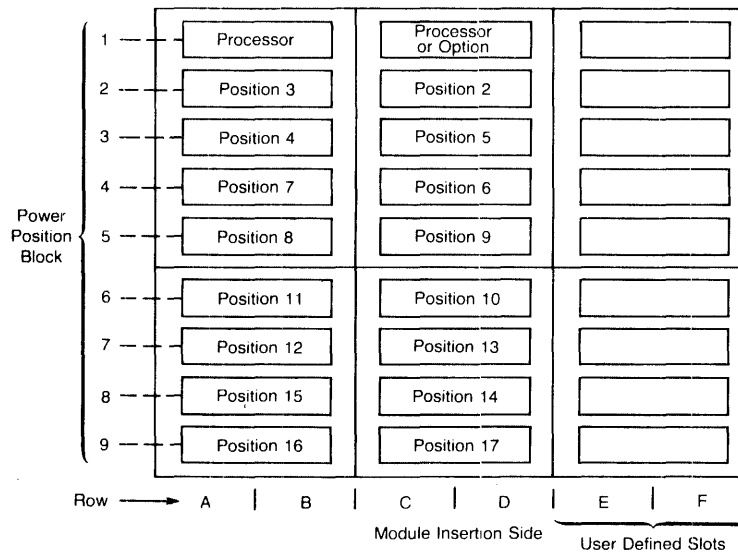 1 Processor Processor
or Option
2 Position 3 Position 2
3 Position 4 Position 5
4 Position 7 Position 6
Power
Position
Block
5 Position 8 Position 9
6 Position 11 Position 10
7 Position 12 Position 13
8 Position 15 Position 14
9 Position 16 Position 17
Row A B C D E F
Module Insertion Side
User Defined Slots